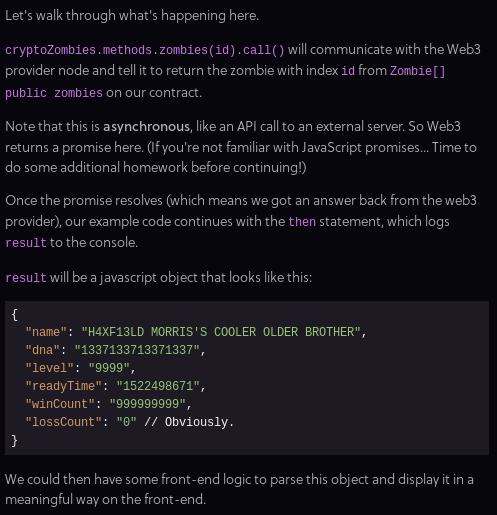 Let's walk through what's happening here.
cryptoZombies.methods.zombies(id).call() will communicate with the Web3
provider node and tell it to return the zombie with index id from Zombie[]
public zombies on our contract.
Note that this is asynchronous, like an API call to an external server. So Web3
returns a promise here. (If you're not familiar with JavaScript promises... Time to
do some additional homework before continuing!)
Once the promise resolves (which means we got an answer back from the web3
provider), our example code continues with the then statement, which logs
result to the console.
result will be a javascript object that looks like this:
{
  "name": "H4XF13LD MORRIS'S COOLER OLDER BROTHER",
  "dna": "1337133713371337",
  "level": "9999",
  "readyTime": "1522498671",
  "winCount": "999999999",
  "lossCount": "0" // Obviously.
}
We could then have some front-end logic to parse this object and display it in a
meaningful way on the front-end.